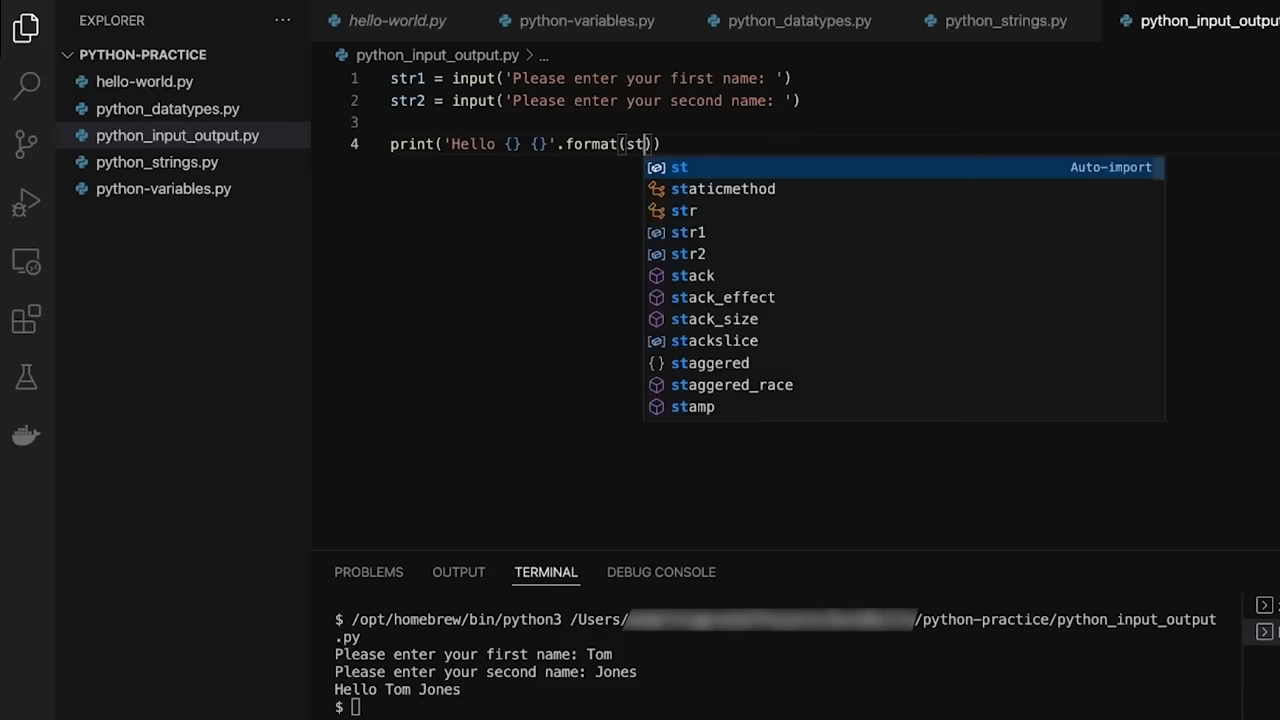 EXPLORER
PYTHON-PRACTICE
hello-world.py
python_datatypes.py
python_input_output.py
python_strings.py
python-variables.py
hello-world.py python-variables.py python_datatypes.py python_strings.py python_input_outpu
python_input_output.py > ...
1 str1 = input('Please enter your first name: ')
2 str2 = input('Please enter your second name: ')
3
4 print('Hello {} {}'.format(st))
st Auto-import
staticmethod
str
str1
str2
stack
stack_effect
stack_size
stackslice
staggered
staggered_race
stamp
PROBLEMS OUTPUT TERMINAL DEBUG CONSOLE
$ /opt/homebrew/bin/python3 /Users/ /python-practice/python_input_output
.py
Please enter your first name: Tom
Please enter your second name: Jones
Hello Tom Jones
$